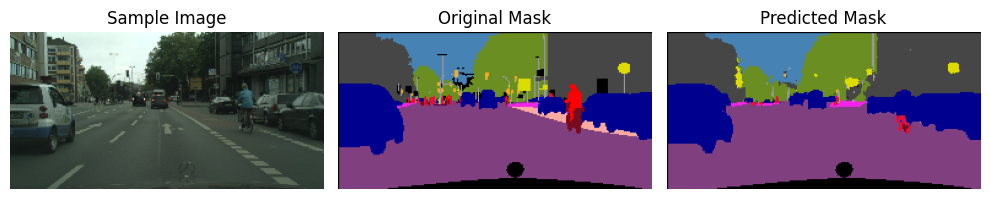 Sample Image
Original Mask
Predicted Mask